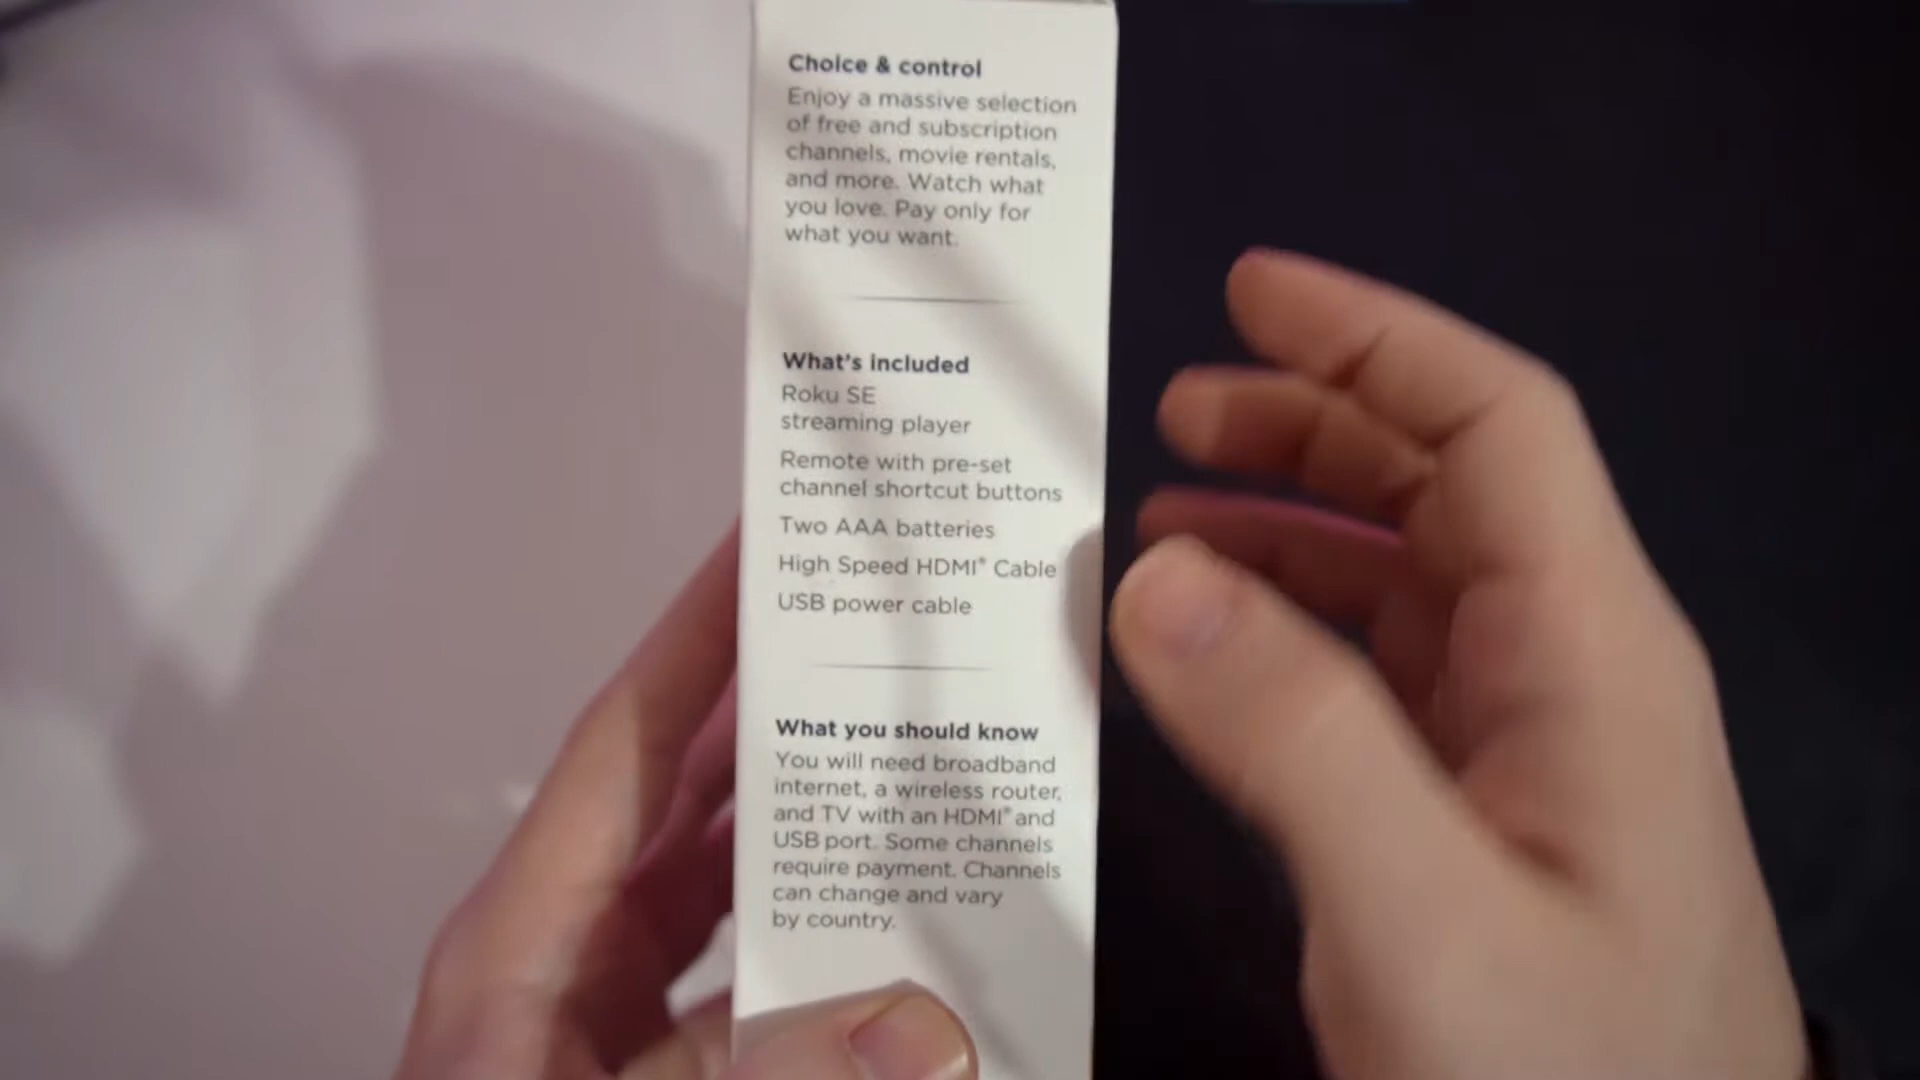 Choice & control
Enjoy a massive selection
of free and subscription
channels, movie rentals,
and more. Watch what
you love. Pay only for
what you want.
What's included
Roku SE
streaming player
Remote with pre-set
channel shortcut buttons
Two AAA batteries
High Speed HDMI® Cable
USB power cable
What you should know
You will need broadband
internet, a wireless router,
and TV with an HDMI® and
USB port. Some channels
require payment. Channels
can change and vary
by country.